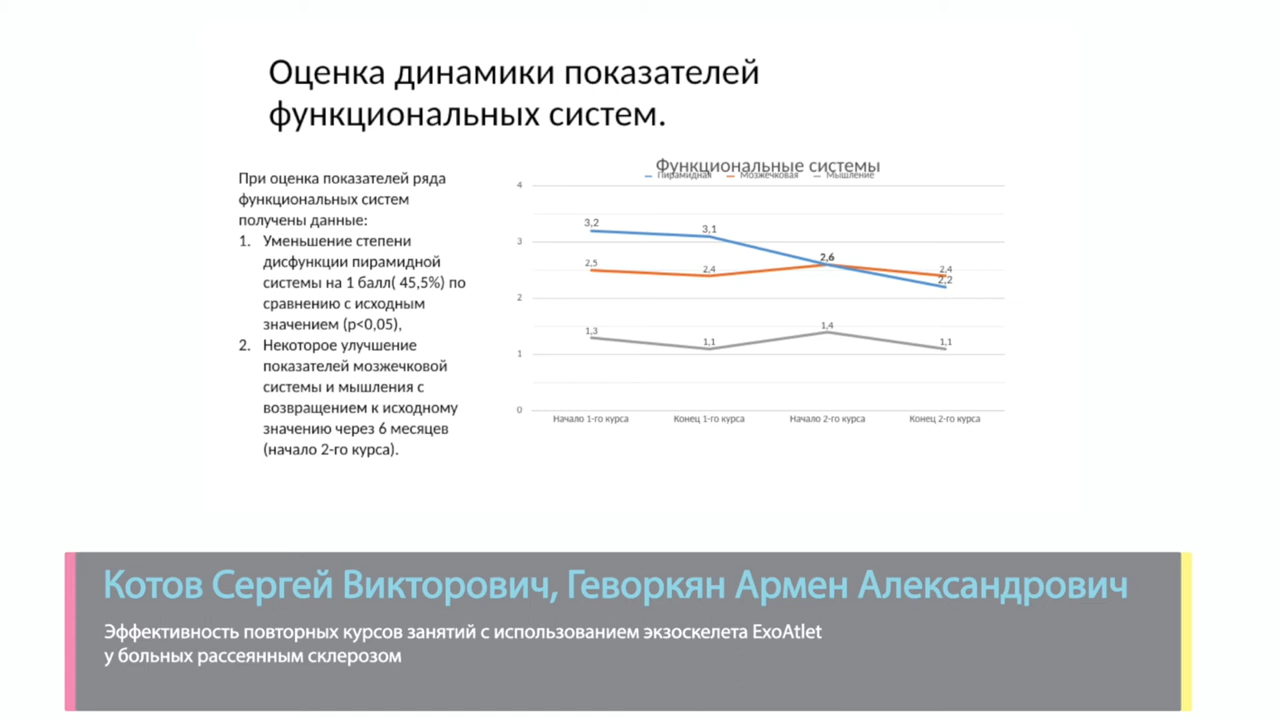 Оценка динамики показателей
функциональных систем.
При оценка показателей ряда
функциональных систем
получены данные:
1. Уменьшение степени
дисфункции пирамидной
системы на 1 балл( 45,5%) по
сравнению с исходным
значением (p<0,05),
2. Некоторое улучшение
показателей мозжечковой
системы и мышления с
возвращением к исходному
значению через 6 месяцев
(начало 2-го курса).
Функциональные системы
Пирамидная Мозжечковая Мышление
4
3
2
1
0
3,2
3,1
2,6
2,2
2,5
2,4
2,4
1,3
1,1
1,4
1,1
Начало 1-го курса Конец 1-го курса Начало 2-го курса Конец 2-го курса
Котов Сергей Викторович, Геворкян Армен Александрович
Эффективность повторных курсов занятий с использованием экзоскелета ExoAtlet
у больных рассеянным склерозом